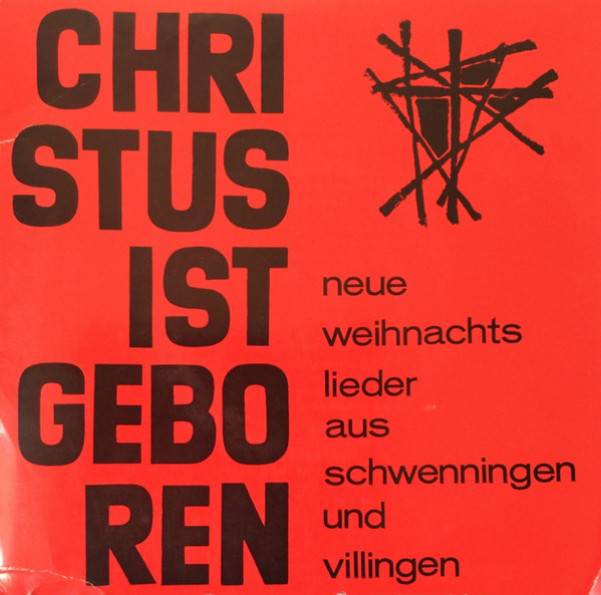 CHRI
STUS
IST
GEBO
REN
neue
weihnachts
lieder
aus
schwenningen
und
villingen